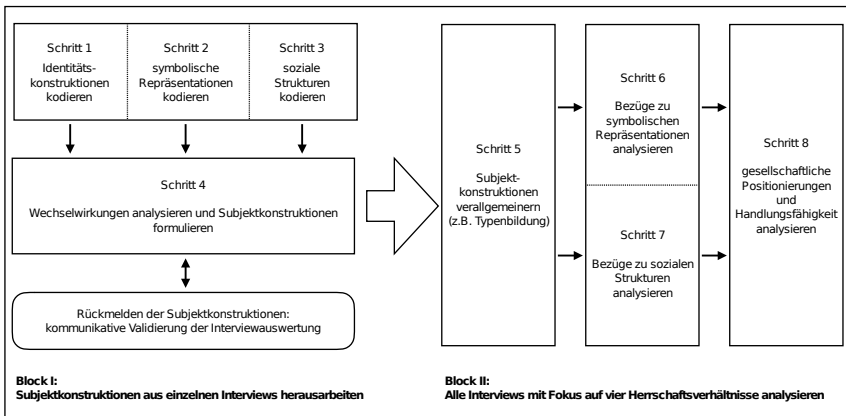 Schritt 1
Identitäts-
konstruktionen
kodieren
Schritt 2
symbolische
Repräsentationen
kodieren
Schritt 3
soziale
Strukturen
kodieren
Schritt 4
Wechselwirkungen analysieren und Subjektkonstruktionen
formulieren
Rückmelden der Subjektkonstruktionen:
kommunikative Validierung der Interviewauswertung
Block I:
Subjektkonstruktionen aus einzelnen Interviews herausarbeiten
Schritt 5
Subjekt-
konstruktionen
verallgemeinern
(z.B. Typenbildung)
Schritt 6
Bezüge zu
symbolischen
Repräsentationen
analysieren
Schritt 7
Bezüge zu sozialen
Strukturen
analysieren
Schritt 8
gesellschaftliche
Positionierungen
und
Handlungsfähigkeit
analysieren
Block II:
Alle Interviews mit Fokus auf vier Herrschaftsverhältnisse analysieren